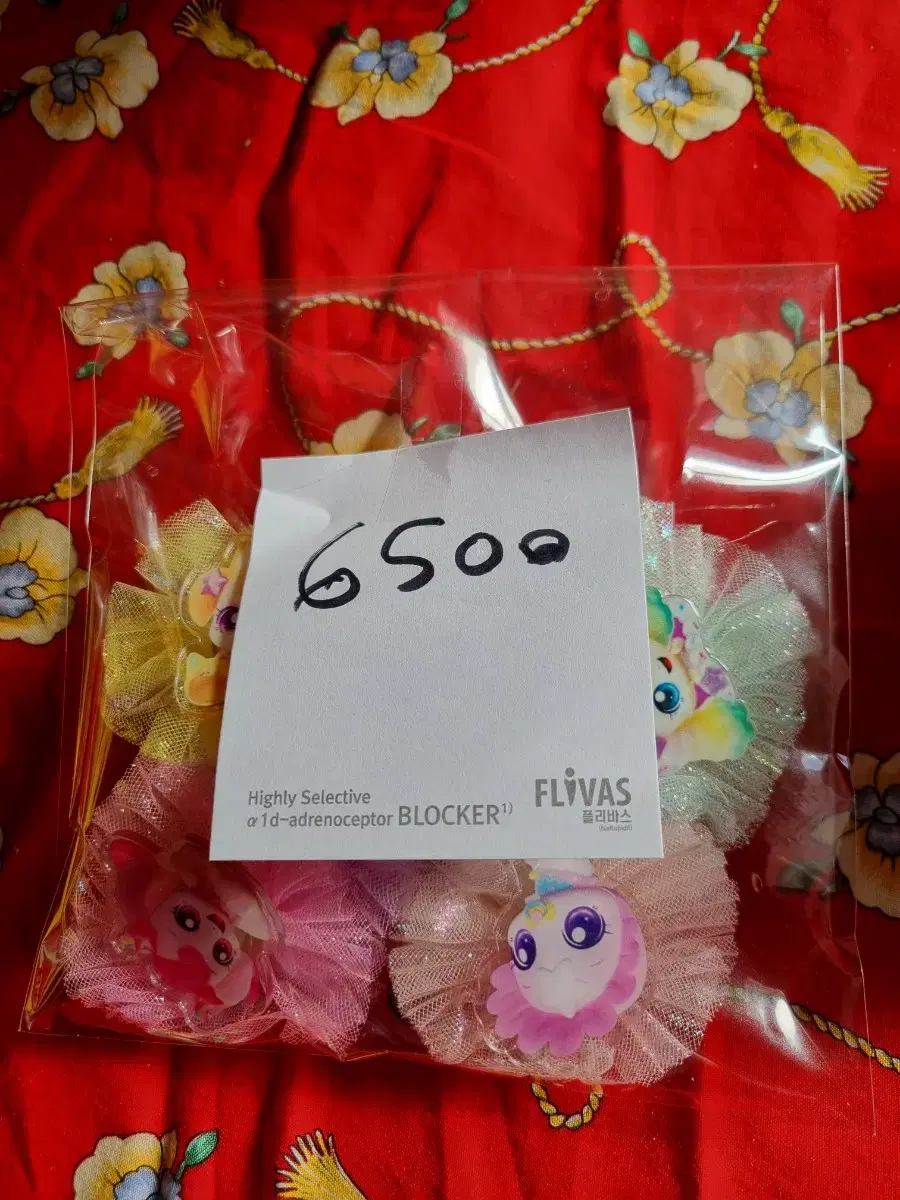 6500
Highly Selective
α1d-adrenoceptor BLOCKER¹⁾
FLIVAS
플리바스